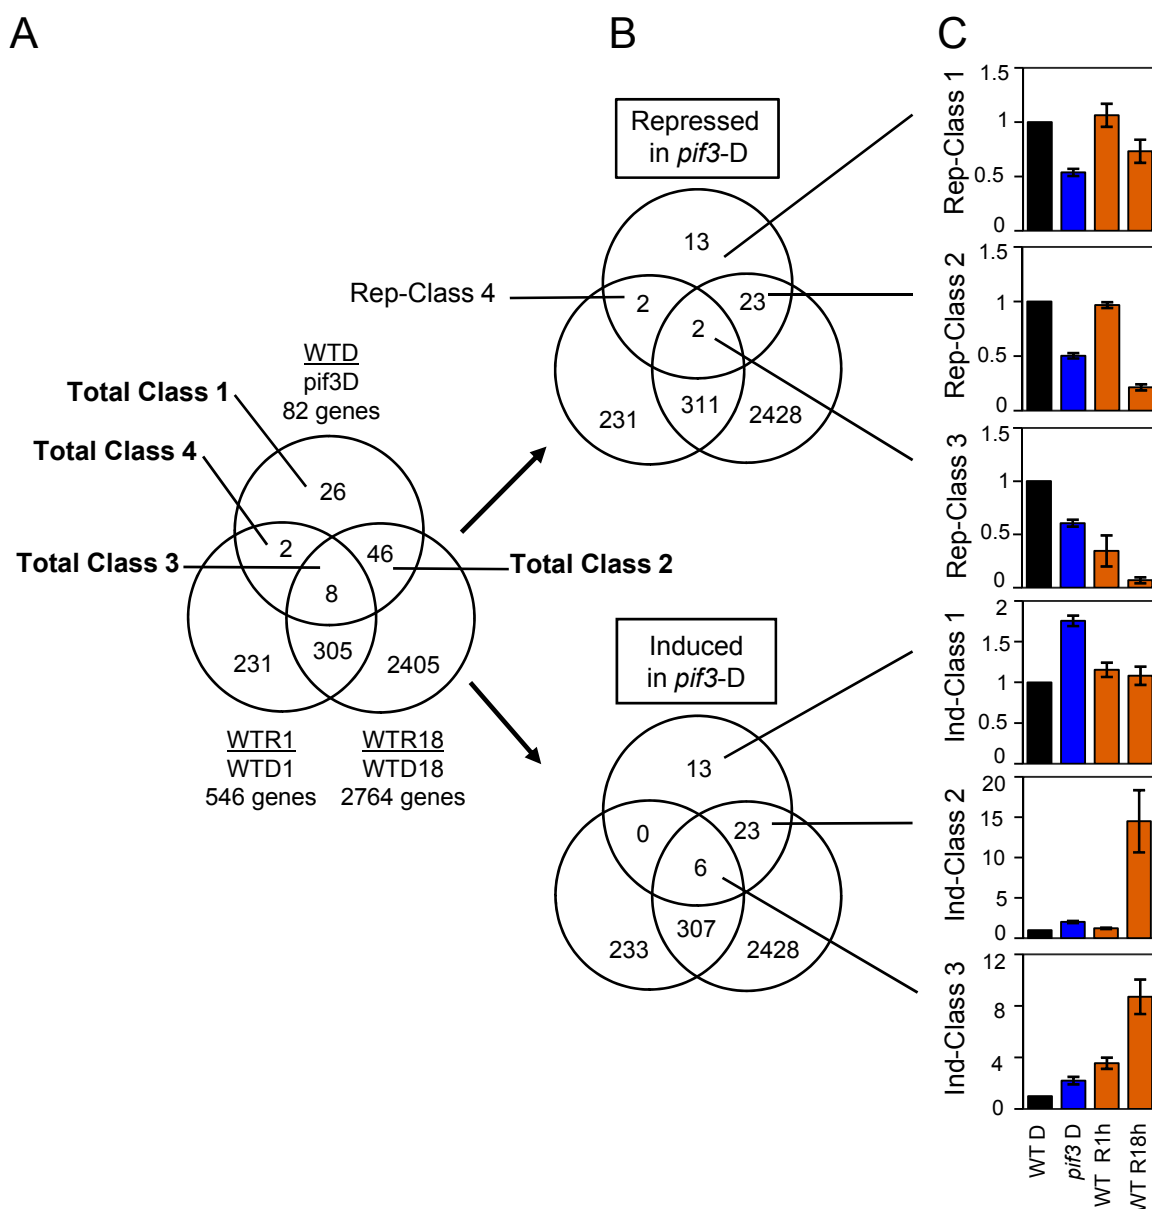 A
B
C
WTD
pif3D
82 genes
Total Class 1
Total Class 4
Total Class 3
Total Class 2
26
2
46
8
231
305
2405
WTR1
WTD1
546 genes
WTR18
WTD18
2764 genes
Repressed
in pif3-D
Rep-Class 4
13
2
23
2
231
311
2428
Induced
in pif3-D
13
0
23
6
233
307
2428
Rep-Class 1
1.5
1
0.5
0
Rep-Class 2
1.5
1
0.5
0
Rep-Class 3
1.5
1
0.5
0
Ind-Class 1
2
1.5
1
0.5
0
Ind-Class 2
20
15
10
5
0
Ind-Class 3
12
8
4
0
WT D
pif3 D
WT R1h
WT R18h